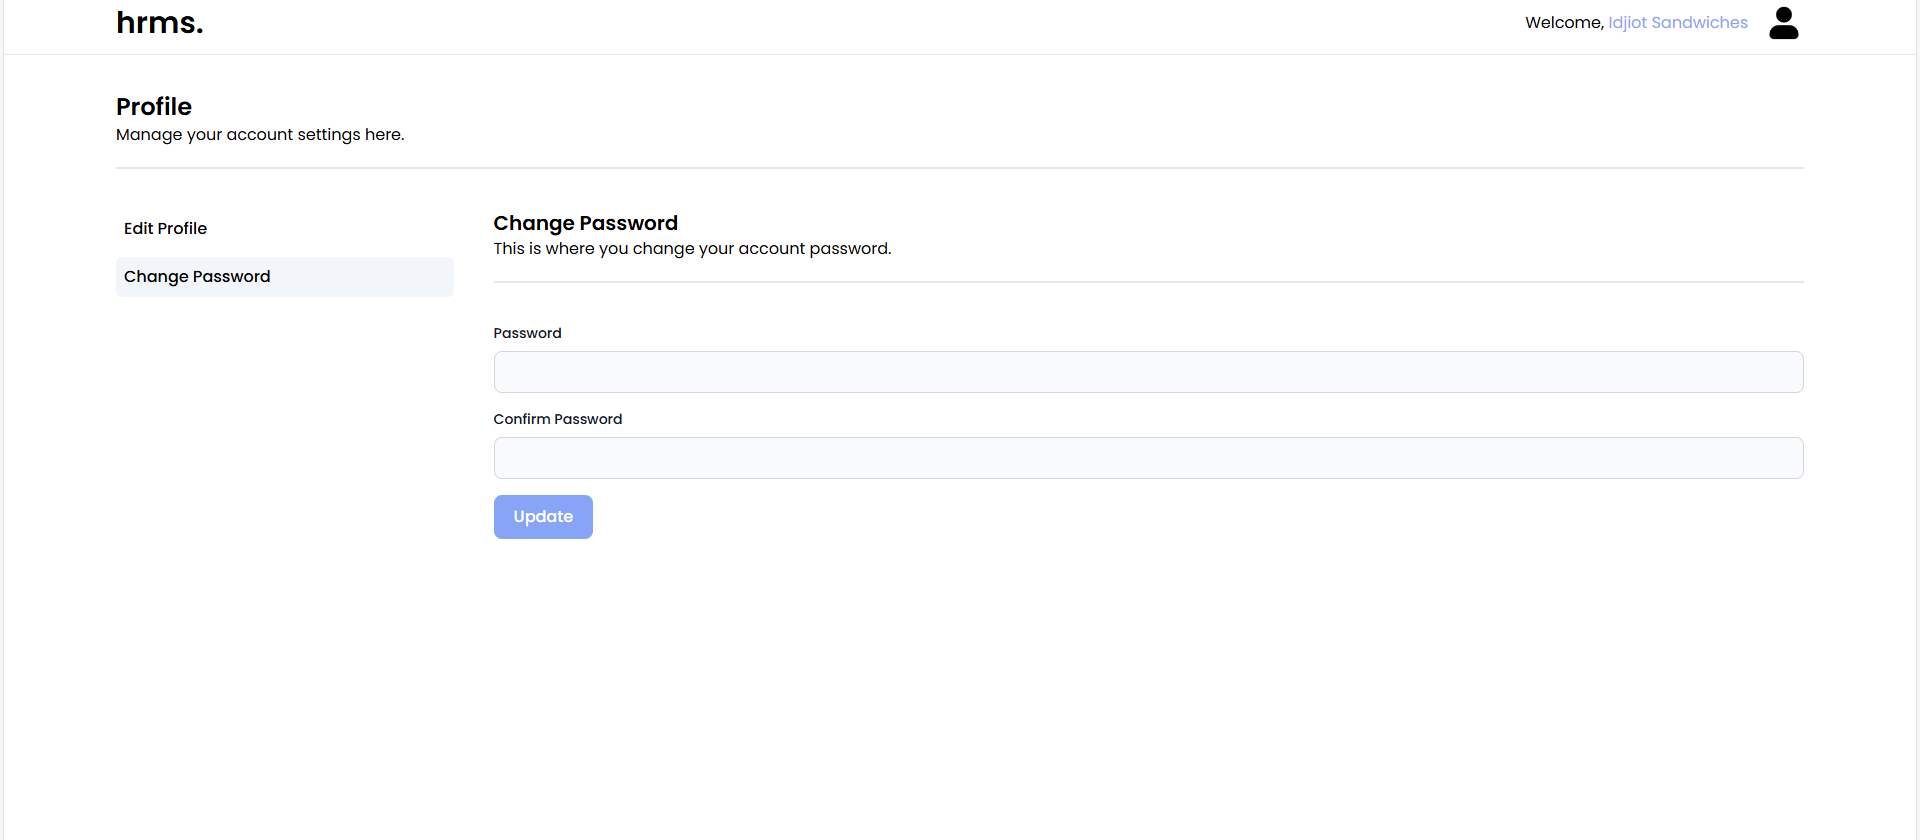 hrms.
Welcome, Idjiot Sandwiches
Profile
Manage your account settings here.
Edit Profile
Change Password
Change Password
This is where you change your account password.
Password
Confirm Password
Update